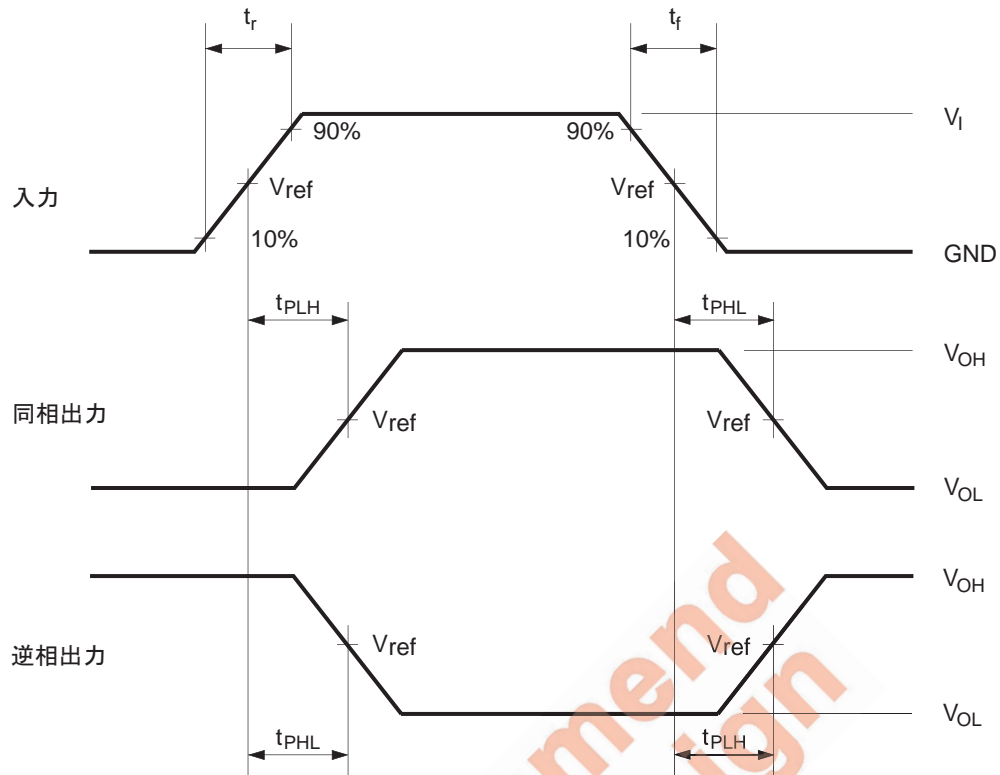 tr tf
90% 90% VI
入力 Vref Vref
10% 10% GND
tPLH tPHL
VOH
同相出力 Vref Vref
VOL
VOH
逆相出力 Vref Vref
VOL
tPHL tPLH